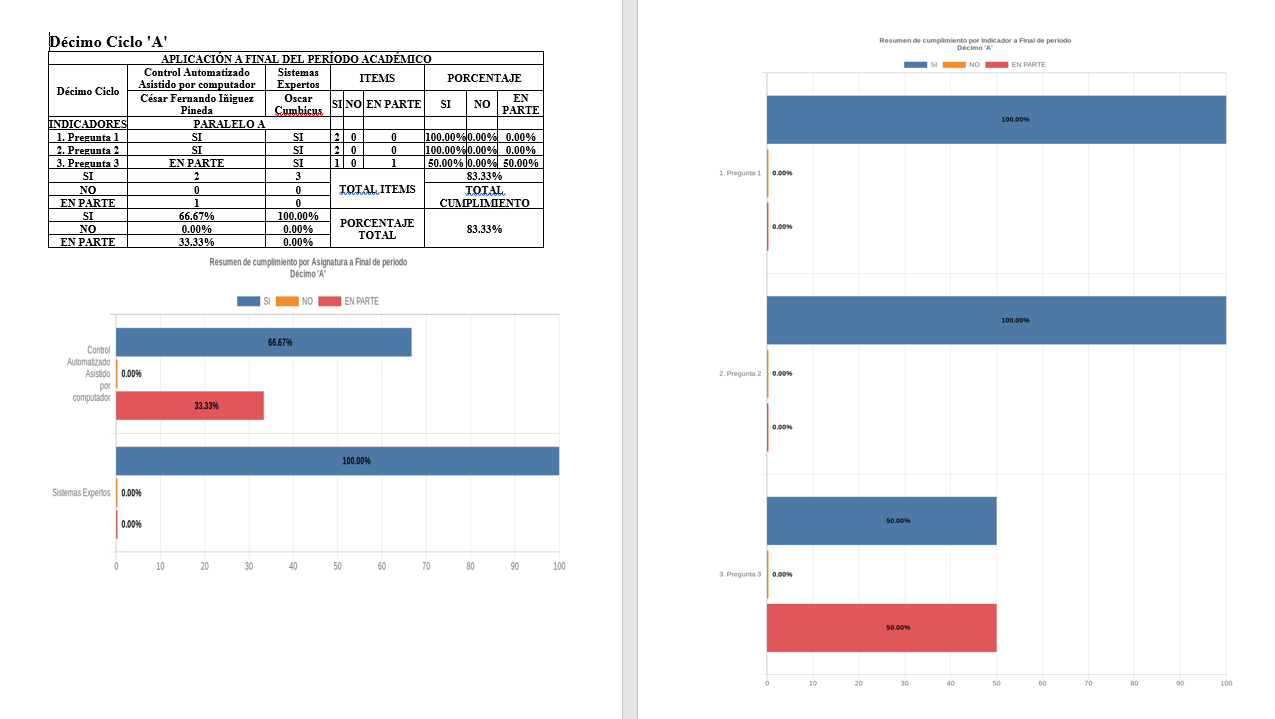 Décimo Ciclo 'A'
APLICACIÓN A FINAL DEL PERÍODO ACADÉMICO
Décimo Ciclo
Control Automatizado
Asistido por computador
Sistemas
Expertos
ITEMS
PORCENTAJE
César Fernando Iñiguez
Pineda
Oscar
Cumbicus
SI NO EN PARTE SI NO EN
PARTE
INDICADORES PARALELO A
1. Pregunta 1 SI SI 2 0 0 100.00% 0.00% 0.00%
2. Pregunta 2 SI SI 2 0 0 100.00% 0.00% 0.00%
3. Pregunta 3 EN PARTE SI 1 0 1 50.00% 0.00% 50.00%
SI 2 3 83.33%
NO 0 0 TOTAL ITEMS TOTAL
EN PARTE 1 0 CUMPLIMIENTO
SI 66.67% 100.00%
NO 0.00% 0.00% PORCENTAJE
TOTAL 83.33%
EN PARTE 33.33% 0.00%
Resumen de cumplimiento por Asignatura a Final de periodo
Décimo 'A'
SI NO EN PARTE
Control
Automatizado
Asistido
por
computador
66.67%
0.00%
33.33%
100.00%
Sistemas Expertos 0.00%
0.00%
0 10 20 30 40 50 60 70 80 90 100
Resumen de cumplimiento por Indicador a Final de periodo
Décimo 'A'
SI NO EN PARTE
100.00%
1. Pregunta 1 0.00%
0.00%
100.00%
2. Pregunta 2 0.00%
0.00%
50.00%
3. Pregunta 3 0.00%
50.00%
0 10 20 30 40 50 60 70 80 90 100